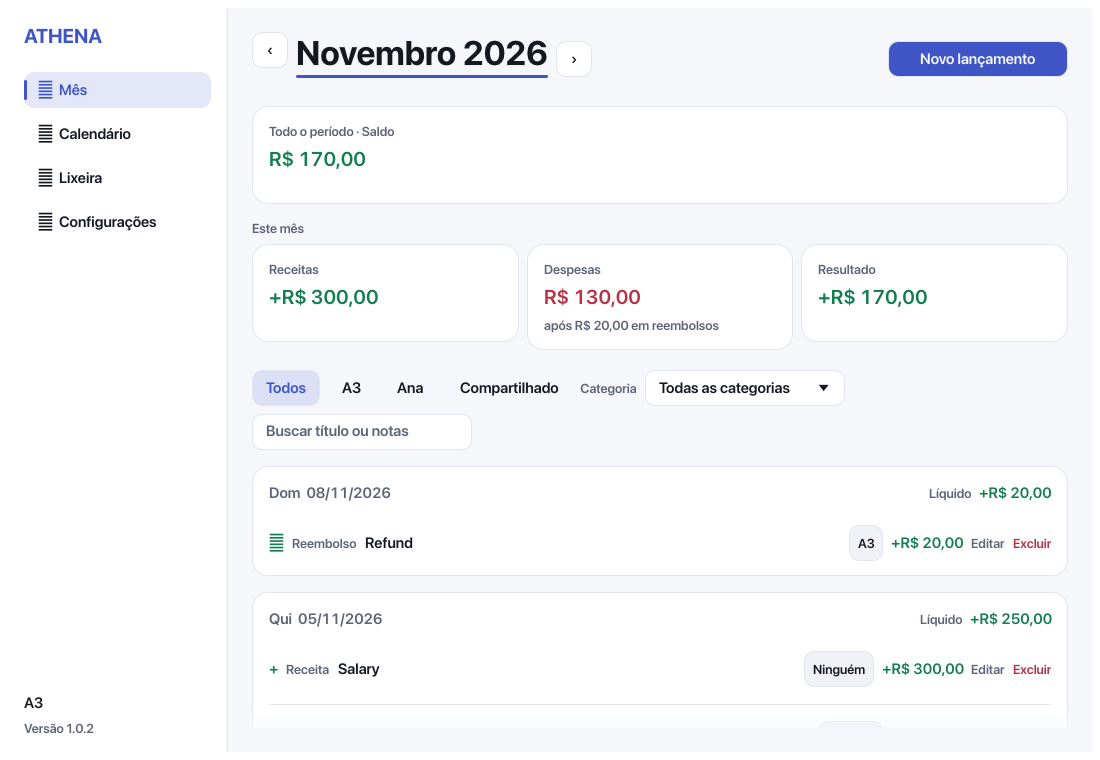 ATHENA
Mês
Calendário
Lixeira
Configurações
A3
Versão 1.0.2
‹ Novembro 2026 ›
Novo lançamento
Todo o período · Saldo
R$ 170,00
Este mês
Receitas
+R$ 300,00
Despesas
R$ 130,00
após R$ 20,00 em reembolsos
Resultado
+R$ 170,00
Todos A3 Ana Compartilhado Categoria Todas as categorias ▼
Buscar título ou notas
Dom 08/11/2026 Líquido +R$ 20,00
Reembolso Refund A3 +R$ 20,00 Editar Excluir
Qui 05/11/2026 Líquido +R$ 250,00
+ Receita Salary Ninguém +R$ 300,00 Editar Excluir